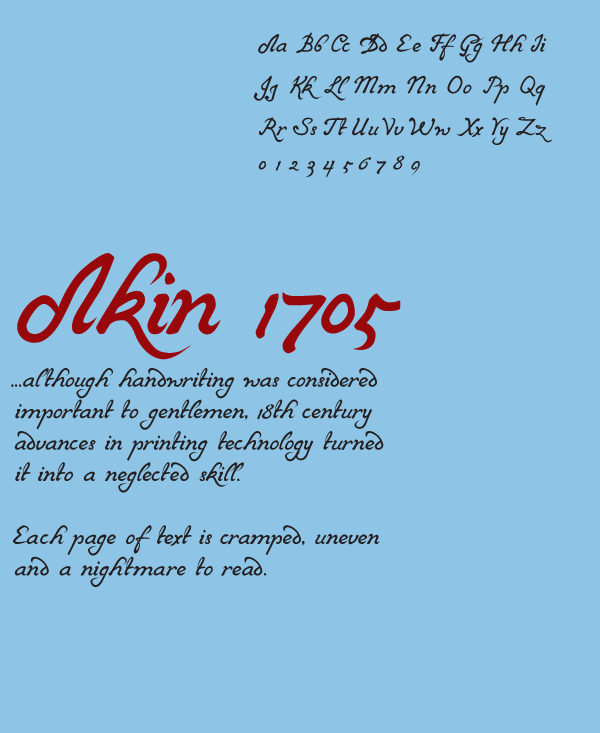 Aa Bb Cc Dd Ee Ff Gg Hh Ii
Jj Kk Ll Mm Nn Oo Pp Qq
Rr Ss Tt Uu Vv Ww Xx Yy Zz
0 1 2 3 4 5 6 7 8 9
Akin 1705
...although handwriting was considered
important to gentlemen, 18th century
advances in printing technology turned
it into a neglected skill.
Each page of text is cramped, uneven
and a nightmare to read.